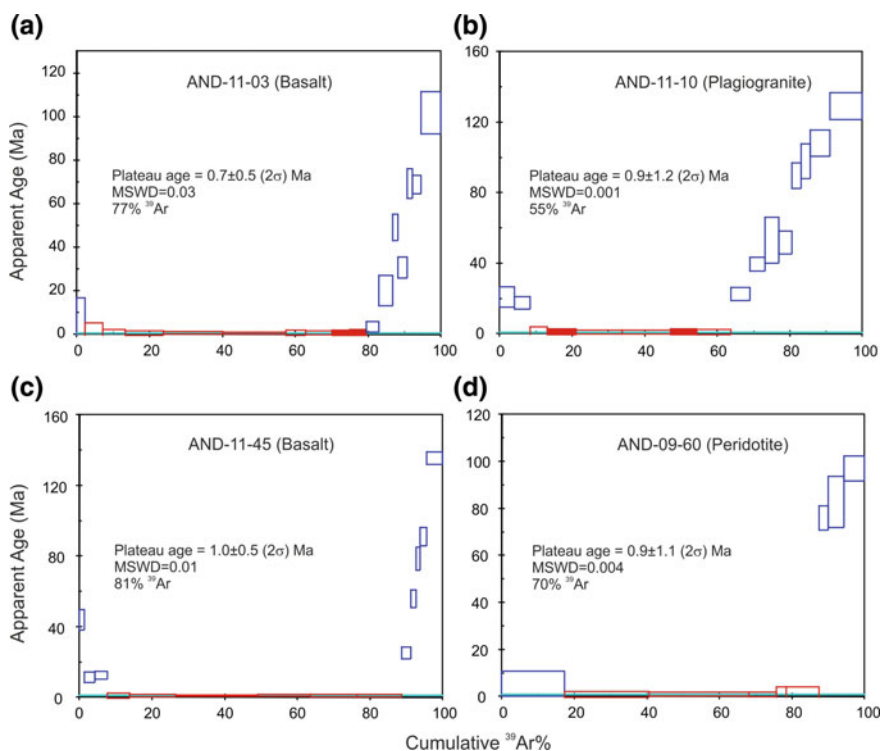 (a)
AND-11-03 (Basalt)
Plateau age = 0.7±0.5 (2σ) Ma
MSWD=0.03
77% ³⁹Ar
Apparent Age (Ma)
120
100
80
60
40
20
0
0 20 40 60 80 100
(b)
AND-11-10 (Plagiogranite)
Plateau age = 0.9±1.2 (2σ) Ma
MSWD=0.001
55% ³⁹Ar
160
120
80
40
0
0 20 40 60 80 100
(c)
AND-11-45 (Basalt)
Plateau age = 1.0±0.5 (2σ) Ma
MSWD=0.01
81% ³⁹Ar
Apparent Age (Ma)
160
120
80
40
0
0 20 40 60 80 100
(d)
AND-09-60 (Peridotite)
Plateau age = 0.9±1.1 (2σ) Ma
MSWD=0.004
70% ³⁹Ar
120
100
80
60
40
20
0
0 20 40 60 80 100
Cumulative ³⁹Ar%